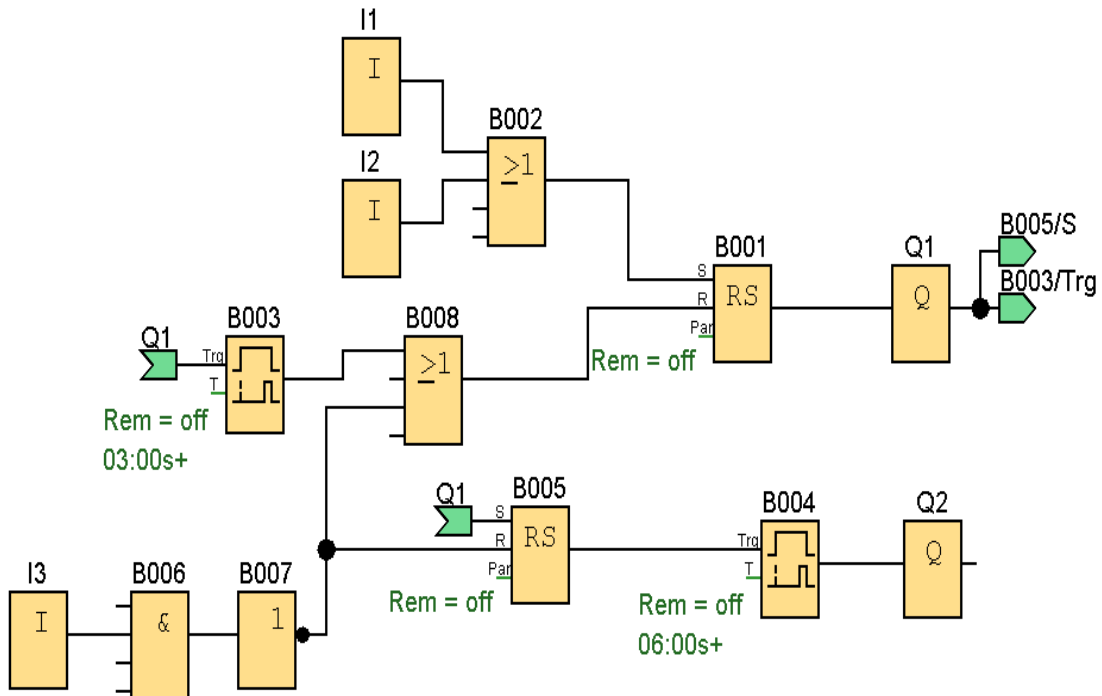 I1
I
B002
≥1
I2
I
B005/S
B001
Q1
B003/Trg
S
R
RS
Q
Par
Rem = off
Q1
B003
B008
Trg
T
≥1
Rem = off
03:00s+
Q1
B005
B004
Q2
S
R
RS
Trg
Q
Par
T
Rem = off
Rem = off
06:00s+
I3
B006
B007
I
&
1